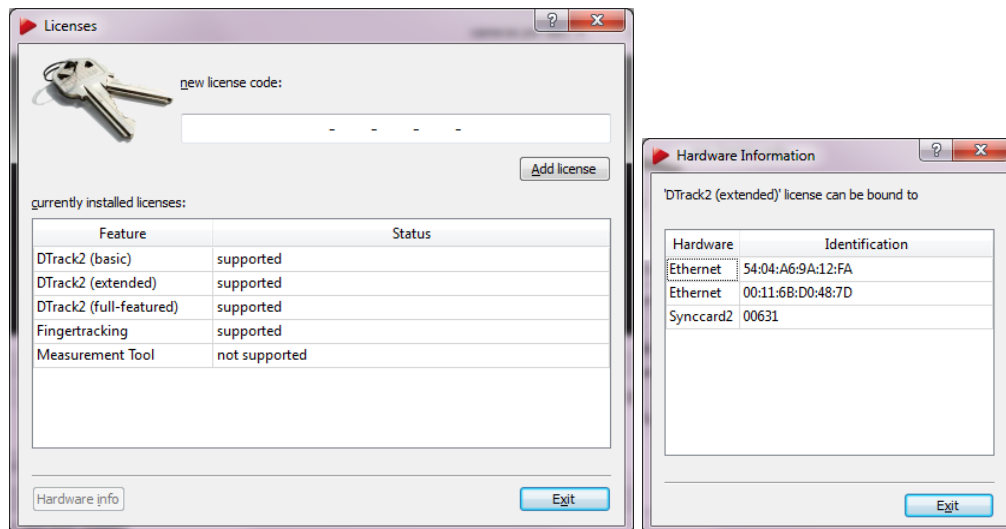 Licenses
new license code:
- - - -
Add license
currently installed licenses:
Feature Status
DTrack2 (basic) supported
DTrack2 (extended) supported
DTrack2 (full-featured) supported
Fingertracking supported
Measurement Tool not supported
Hardware info Exit
Hardware Information
'DTrack2 (extended)' license can be bound to
Hardware Identification
Ethernet 54:04:A6:9A:12:FA
Ethernet 00:11:6B:D0:48:7D
Synccard2 00631
Exit